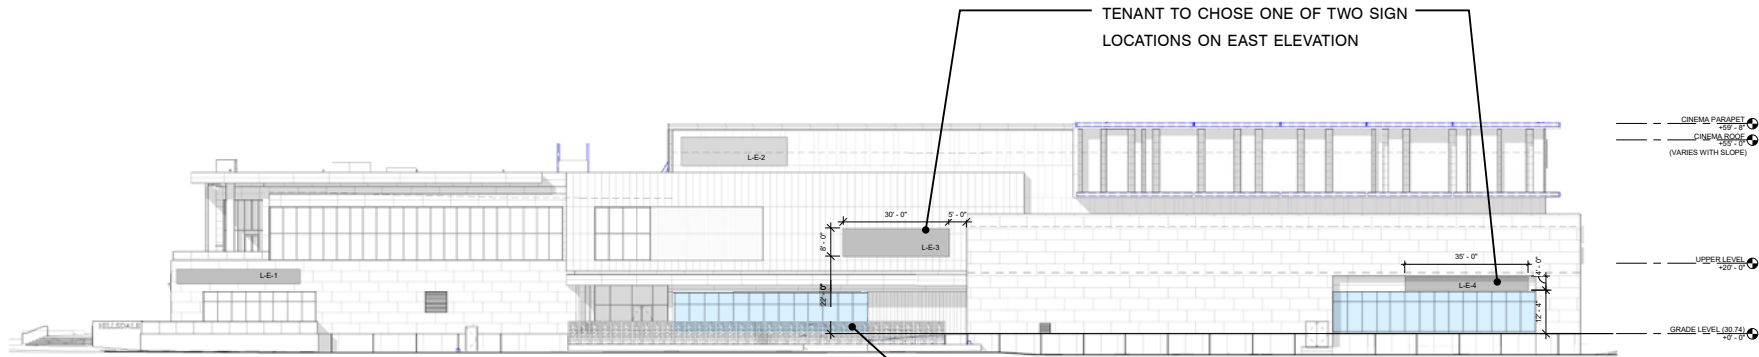 TENANT TO CHOSE ONE OF TWO SIGN
LOCATIONS ON EAST ELEVATION
CINEMA PARAPET
+59' - 8"
CINEMA ROOF
+55' - 0"
(VARIES WITH SLOPE)
L-E-2
30' - 0"
5' - 0"
8' - 0"
L-E-3
L-E-1
22'- 0"
35' - 0"
4' - 0"
L-E-4
12' - 4"
UPPER LEVEL
+20' - 0"
HILLSDALE
GRADE LEVEL (30.74)
+0' - 0"